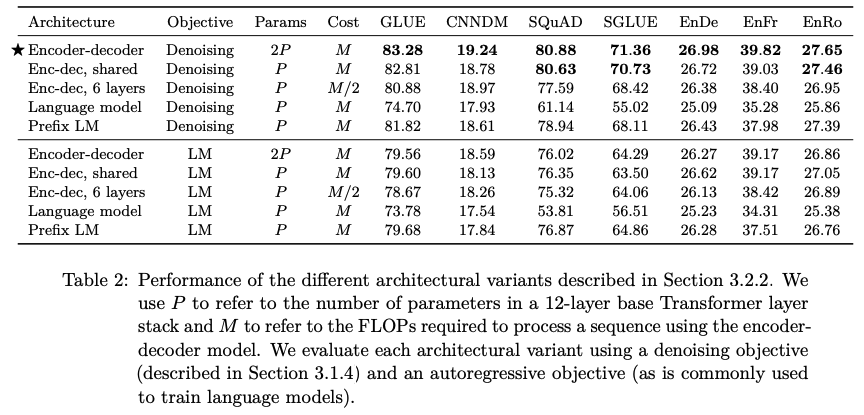 Architecture Objective Params Cost GLUE CNNDM SQuAD SGLUE EnDe EnFr EnRo
★ Encoder-decoder Denoising 2P M 83.28 19.24 80.88 71.36 26.98 39.82 27.65
Enc-dec, shared Denoising P M 82.81 18.78 80.63 70.73 26.72 39.03 27.46
Enc-dec, 6 layers Denoising P M/2 80.88 18.97 77.59 68.42 26.38 38.40 26.95
Language model Denoising P M 74.70 17.93 61.14 55.02 25.09 35.28 25.86
Prefix LM Denoising P M 81.82 18.61 78.94 68.11 26.43 37.98 27.39
Encoder-decoder LM 2P M 79.56 18.59 76.02 64.29 26.27 39.17 26.86
Enc-dec, shared LM P M 79.60 18.13 76.35 63.50 26.62 39.17 27.05
Enc-dec, 6 layers LM P M/2 78.67 18.26 75.32 64.06 26.13 38.42 26.89
Language model LM P M 73.78 17.54 53.81 56.51 25.23 34.31 25.38
Prefix LM LM P M 79.68 17.84 76.87 64.86 26.28 37.51 26.76
Table 2: Performance of the different architectural variants described in Section 3.2.2. We
use P to refer to the number of parameters in a 12-layer base Transformer layer
stack and M to refer to the FLOPs required to process a sequence using the encoder-
decoder model. We evaluate each architectural variant using a denoising objective
(described in Section 3.1.4) and an autoregressive objective (as is commonly used
to train language models).